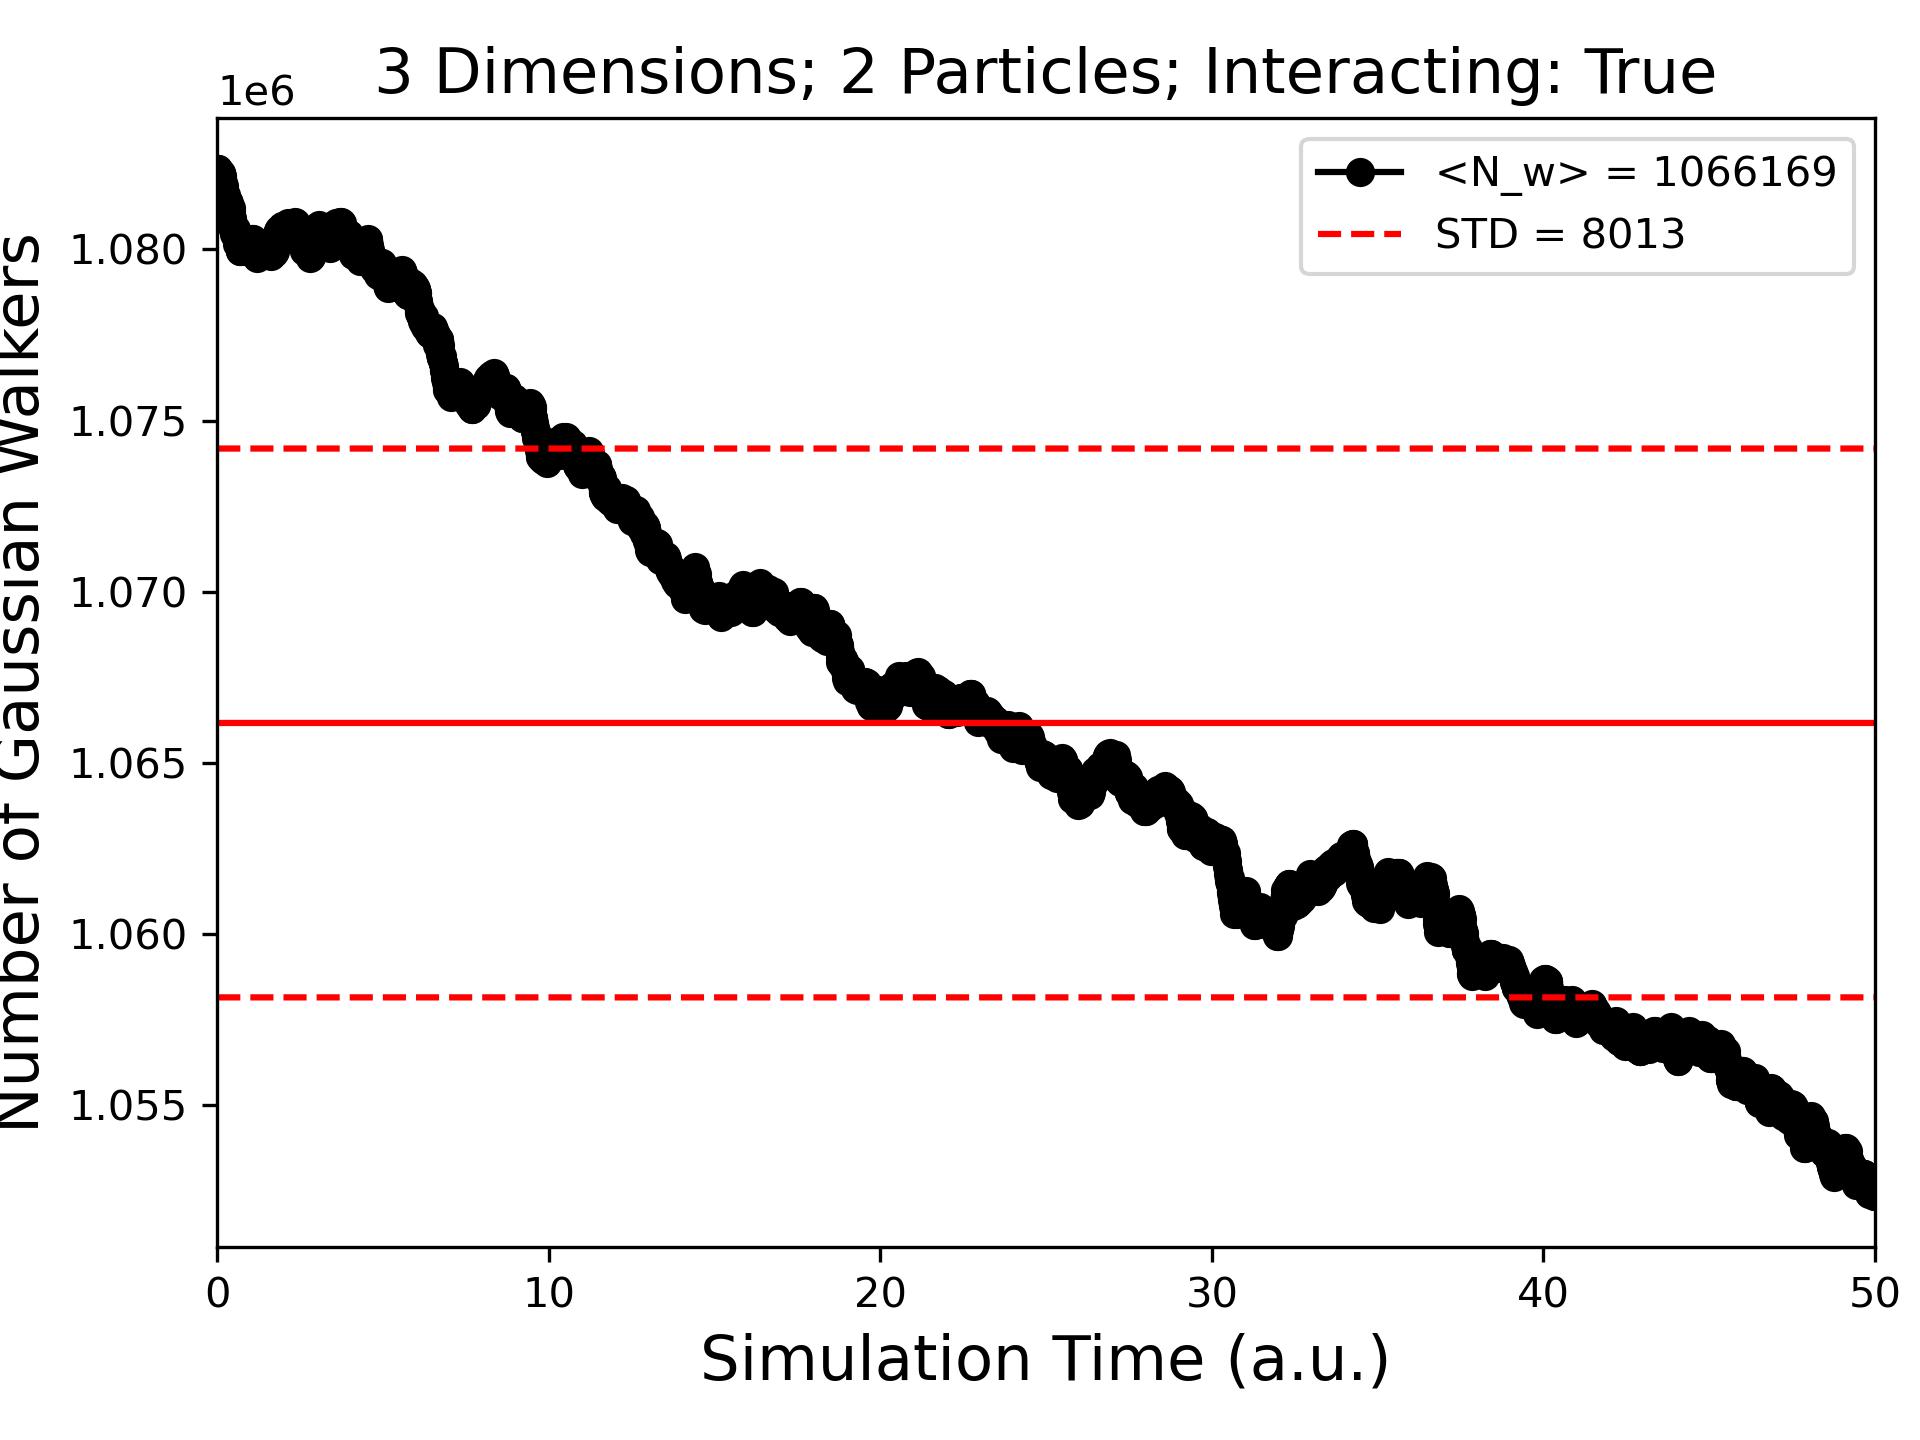 3 Dimensions; 2 Particles; Interacting: True
1e6
<N_w> = 1066169
STD = 8013
Number of Gaussian Walkers
1.080
1.075
1.070
1.065
1.060
1.055
0 10 20 30 40 50
Simulation Time (a.u.)